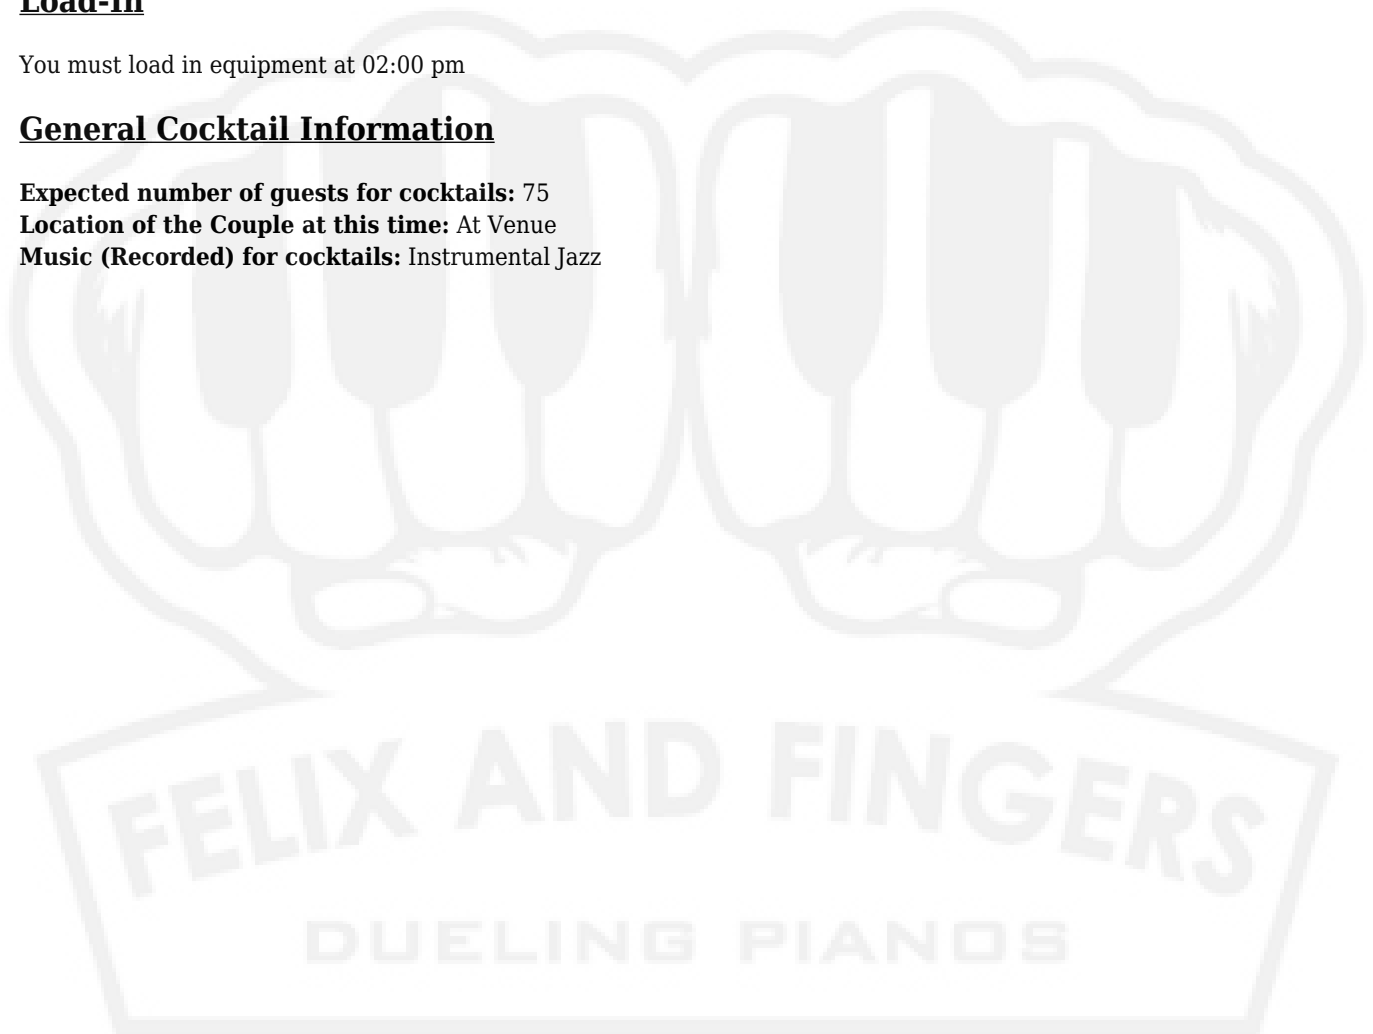 Load-In
You must load in equipment at 02:00 pm
General Cocktail Information
Expected number of guests for cocktails: 75
Location of the Couple at this time: At Venue
Music (Recorded) for cocktails: Instrumental Jazz
FELIX AND FINGERS
DUELING PIANOS